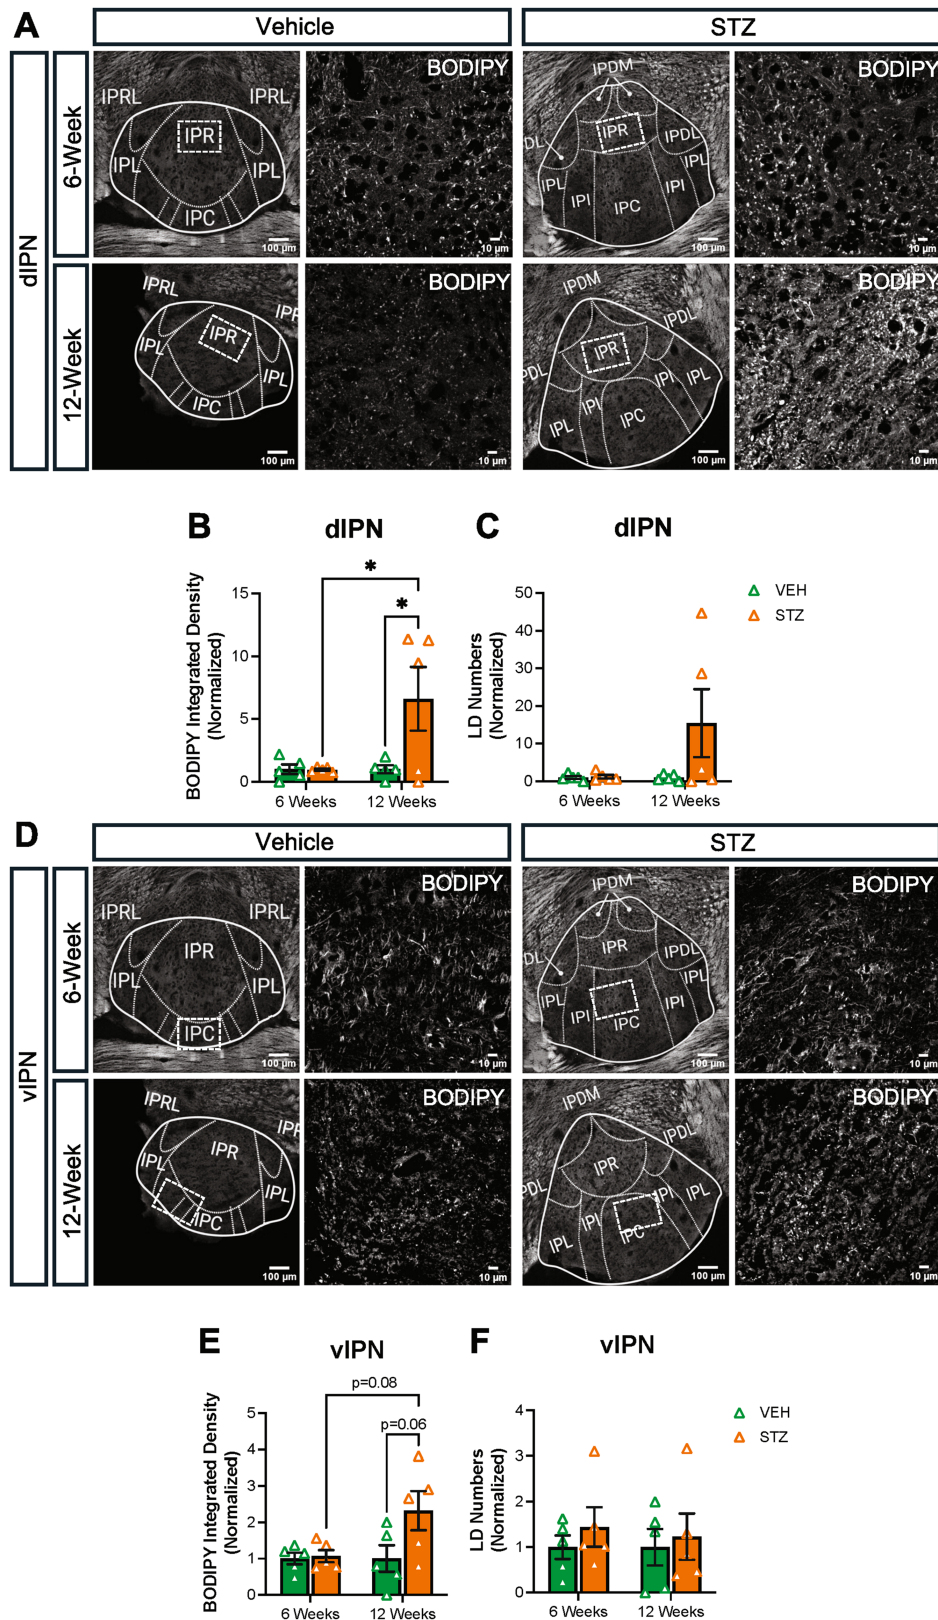 A
Vehicle
STZ
dIPN
6-Week
IPRL
IPRL
IPR
IPL
IPL
IPC
100 µm
BODIPY
10 µm
IPDM
IPR
DL
IPDL
IPL
IPL
IPI
IPI
IPC
100 µm
BODIPY
10 µm
12-Week
IPRL
IPR
IPR
IPL
IPL
IPC
100 µm
BODIPY
10 µm
IPDM
IPDL
IPR
PDL
IPI
IPL
IPI
IPL
IPC
100 µm
BODIPY
10 µm
B
dIPN
BODIPY Integrated Density
(Normalized)
15
10
5
0
*
*
6 Weeks
12 Weeks
C
dIPN
LD Numbers
(Normalized)
50
40
30
20
10
0
6 Weeks
12 Weeks
VEH
STZ
D
Vehicle
STZ
vIPN
6-Week
IPRL
IPRL
IPR
IPL
IPL
IPC
100 µm
BODIPY
10 µm
IPDM
IPR
DL
IPDL
IPL
IPL
IPI
IPI
IPC
100 µm
BODIPY
10 µm
12-Week
IPRL
IPR
IPR
IPL
IPL
IPC
100 µm
BODIPY
10 µm
IPDM
IPDL
IPR
PDL
IPI
IPL
IPI
IPC
IPL
100 µm
BODIPY
10 µm
E
vIPN
BODIPY Integrated Density
(Normalized)
5
4
3
2
1
0
p=0.08
p=0.06
6 Weeks
12 Weeks
F
vIPN
LD Numbers
(Normalized)
4
3
2
1
0
6 Weeks
12 Weeks
VEH
STZ